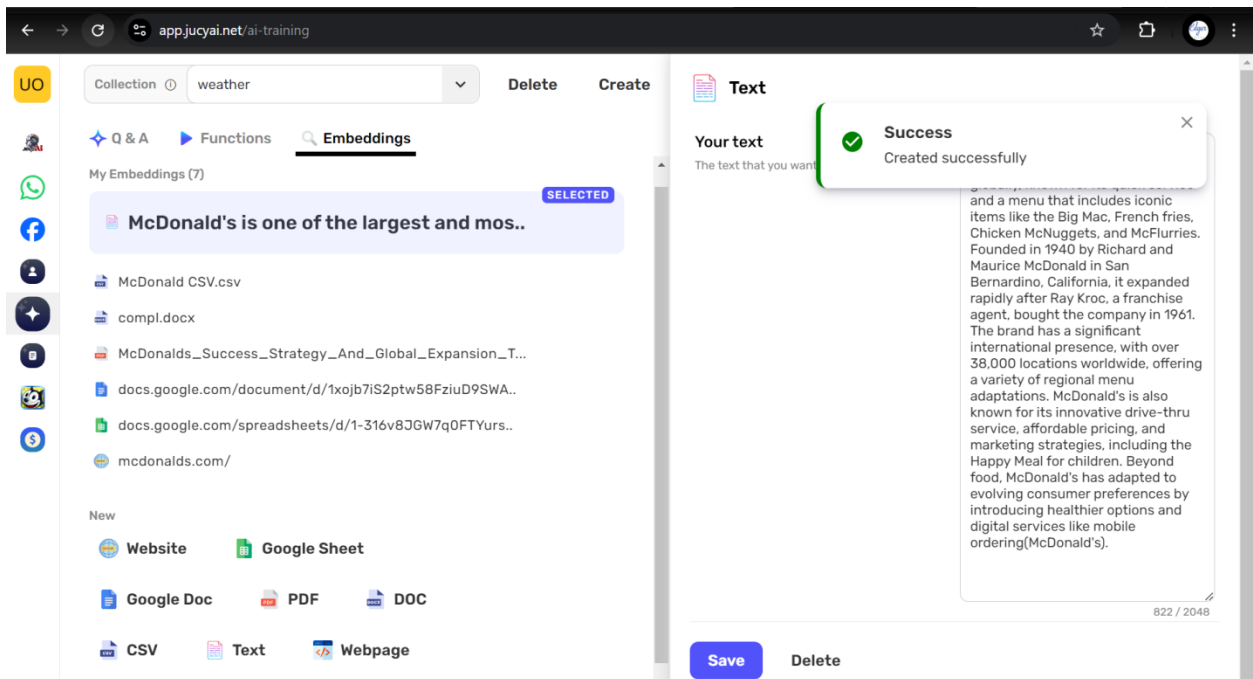 app.jucyai.net/ai-training
UO
Collection
weather
Delete
Create
Q & A
Functions
Embeddings
My Embeddings (7)
SELECTED
McDonald's is one of the largest and mos..
McDonald CSV.csv
compl.docx
McDonalds_Success_Strategy_And_Global_Expansion_T...
docs.google.com/document/d/1xojb7iS2ptw58FziuD9SWA..
docs.google.com/spreadsheets/d/1-316v8JGW7q0FTYurs..
mcdonalds.com/
New
Website
Google Sheet
Google Doc
PDF
DOC
CSV
Text
Webpage
Text
Your text
The text that you want
Success
Created successfully
and a menu that includes iconic
items like the Big Mac, French fries,
Chicken McNuggets, and McFlurries.
Founded in 1940 by Richard and
Maurice McDonald in San
Bernardino, California, it expanded
rapidly after Ray Kroc, a franchise
agent, bought the company in 1961.
The brand has a significant
international presence, with over
38,000 locations worldwide, offering
a variety of regional menu
adaptations. McDonald's is also
known for its innovative drive-thru
service, affordable pricing, and
marketing strategies, including the
Happy Meal for children. Beyond
food, McDonald's has adapted to
evolving consumer preferences by
introducing healthier options and
digital services like mobile
ordering(McDonald's).
822 / 2048
Save
Delete